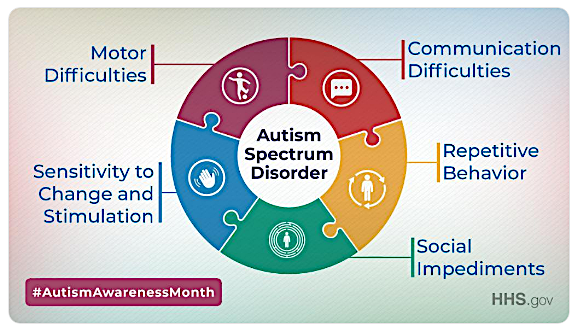 Motor
Difficulties
Communication
Difficulties
Autism
Spectrum
Disorder
Repetitive
Behavior
Sensitivity to
Change and
Stimulation
Social
Impediments
#AutismAwarenessMonth
HHS.gov